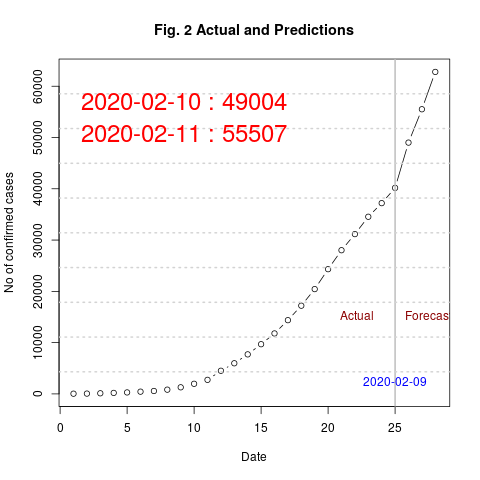 Fig. 2 Actual and Predictions
2020-02-10 : 49004
2020-02-11 : 55507
No of confirmed cases
60000
50000
40000
30000
20000
10000
0
Actual
Forecas
2020-02-09
0
5
10
15
20
25
Date